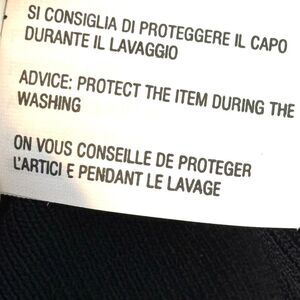 SI CONSIGLIA DI PROTEGGERE IL CAPO
DURANTE IL LAVAGGIO
ADVICE: PROTECT THE ITEM DURING THE
WASHING
ON VOUS CONSEILLE DE PROTEGER
L'ARTICI E PENDANT LE LAVAGE